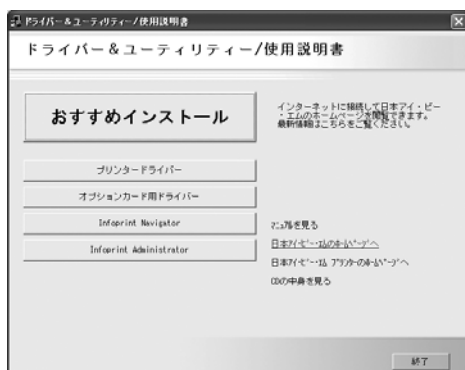 ドライバー＆ユーティリティー/使用説明書
ドライバー＆ユーティリティー/使用説明書
おすすめインストール
インターネットに接続して日本アイ・ビー
・エムのホームページを閲覧できます。
最新情報はこちらをご覧ください。
プリンタードライバー
オプションカード用ドライバー
Infoprint Navigator
Infoprint Administrator
ﾏﾆｭｱﾙを見る
日本ｱｲ･ﾋﾞｰ･ｴﾑのﾎｰﾑﾍﾟｰｼﾞへ
日本ｱｲ･ﾋﾞｰ･ｴﾑ ﾌﾟﾘﾝﾀｰのﾎｰﾑﾍﾟｰｼﾞへ
CDの中身を見る
終了